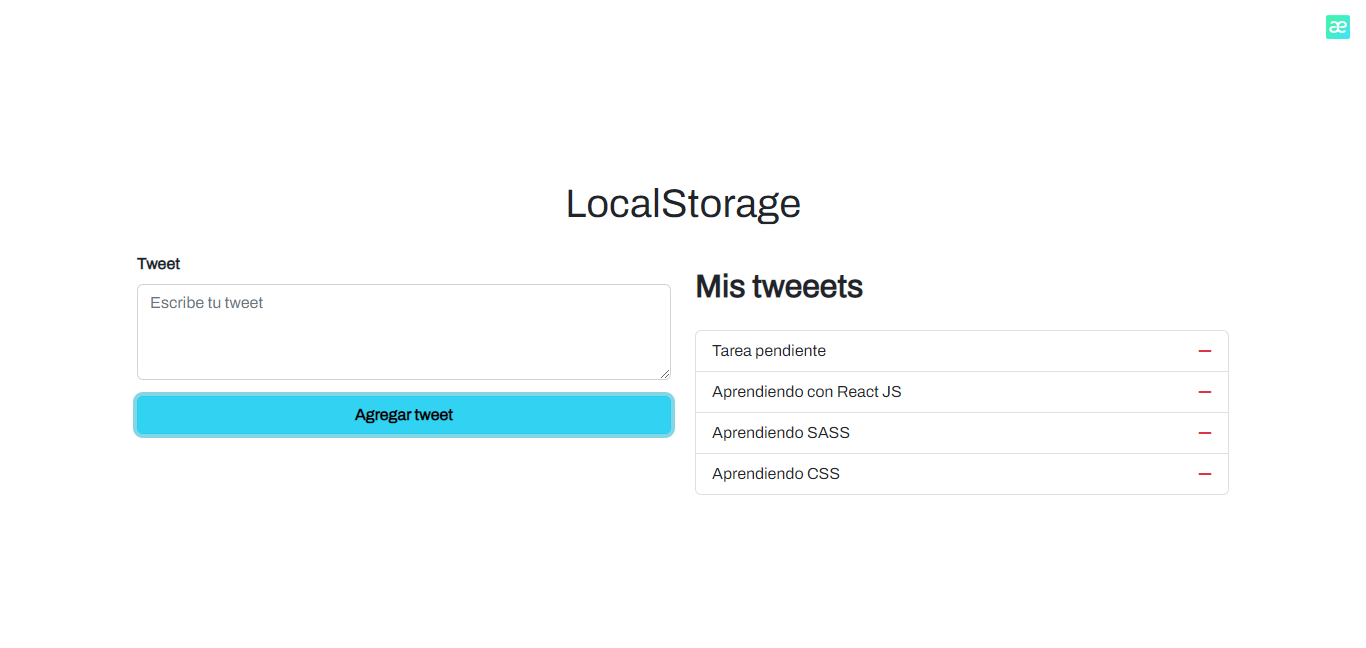 æ
LocalStorage
Tweet
Escribe tu tweet
Agregar tweet
Mis tweeets
Tarea pendiente
Aprendiendo con React JS
Aprendiendo SASS
Aprendiendo CSS